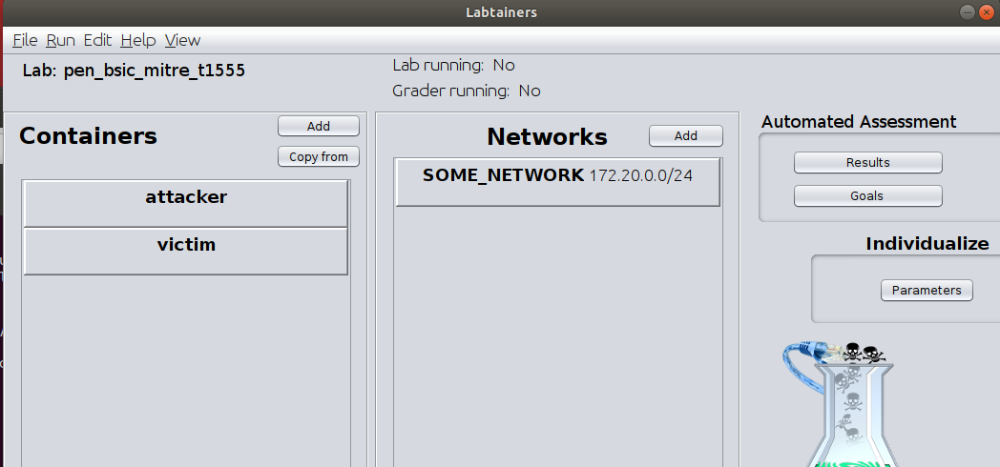 Labtainers
File Run Edit Help View
Lab: pen_bsic_mitre_t1555
Lab running: No
Grader running: No
Containers
Add
Copy from
attacker
victim
Networks
Add
SOME_NETWORK 172.20.0.0/24
Automated Assessment
Results
Goals
Individualize
Parameters